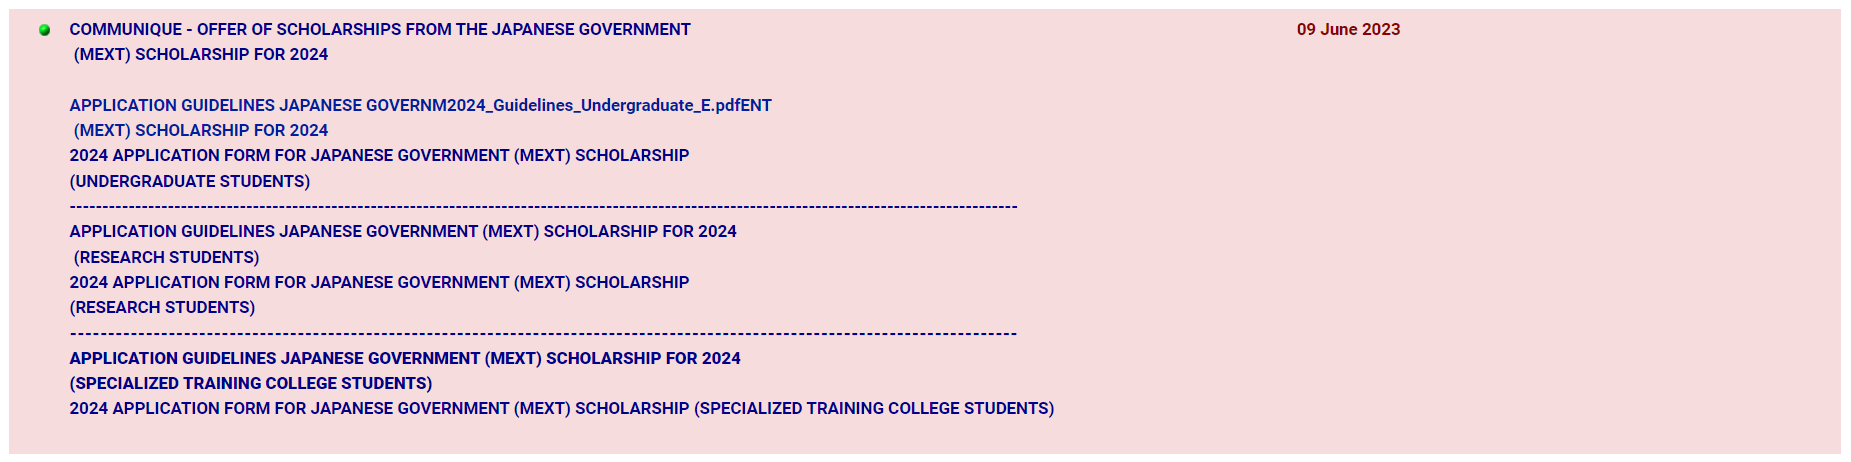 COMMUNIQUE - OFFER OF SCHOLARSHIPS FROM THE JAPANESE GOVERNMENT 09 June 2023
(MEXT) SCHOLARSHIP FOR 2024
APPLICATION GUIDELINES JAPANESE GOVERNM2024_Guidelines_Undergraduate_E.pdfENT
(MEXT) SCHOLARSHIP FOR 2024
2024 APPLICATION FORM FOR JAPANESE GOVERNMENT (MEXT) SCHOLARSHIP
(UNDERGRADUATE STUDENTS)
------------------------------------------------------------------------------------------------------------------------------------------------
APPLICATION GUIDELINES JAPANESE GOVERNMENT (MEXT) SCHOLARSHIP FOR 2024
(RESEARCH STUDENTS)
2024 APPLICATION FORM FOR JAPANESE GOVERNMENT (MEXT) SCHOLARSHIP
(RESEARCH STUDENTS)
------------------------------------------------------------------------------------------------------------------------------
APPLICATION GUIDELINES JAPANESE GOVERNMENT (MEXT) SCHOLARSHIP FOR 2024
(SPECIALIZED TRAINING COLLEGE STUDENTS)
2024 APPLICATION FORM FOR JAPANESE GOVERNMENT (MEXT) SCHOLARSHIP (SPECIALIZED TRAINING COLLEGE STUDENTS)